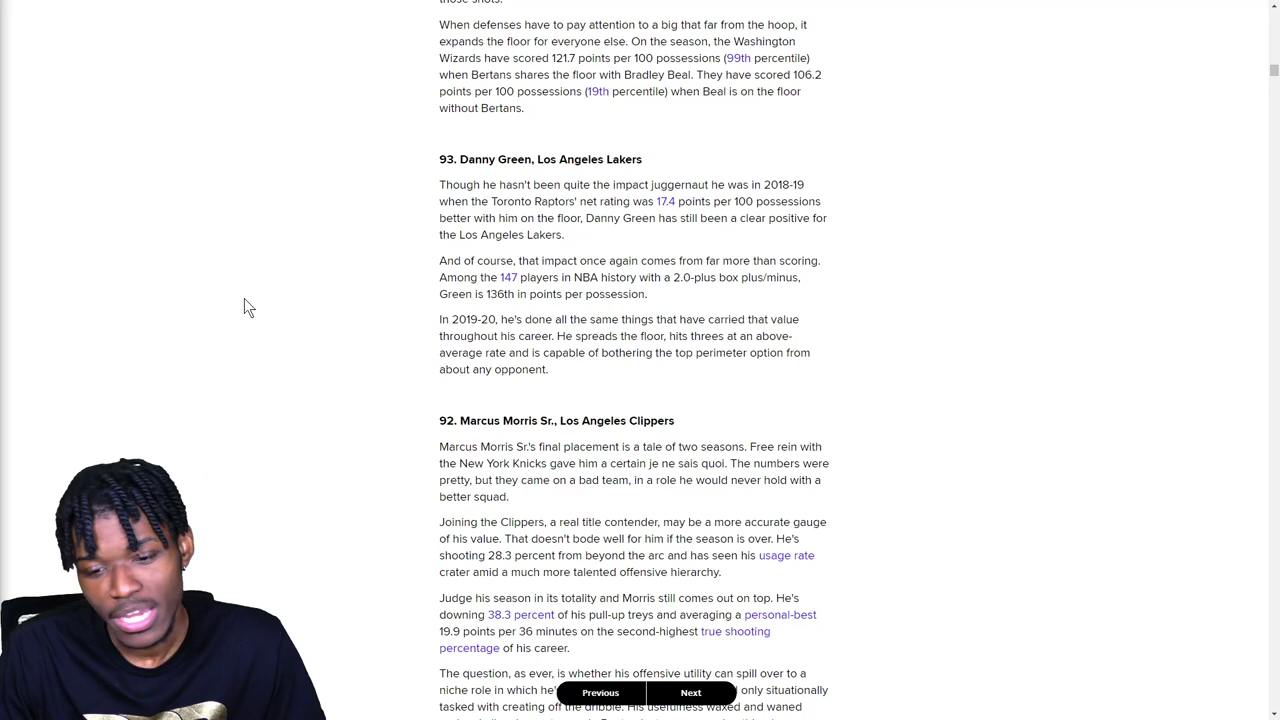 those shots.
When defenses have to pay attention to a big that far from the hoop, it
expands the floor for everyone else. On the season, the Washington
Wizards have scored 121.7 points per 100 possessions (99th percentile)
when Bertans shares the floor with Bradley Beal. They have scored 106.2
points per 100 possessions (19th percentile) when Beal is on the floor
without Bertans.
93. Danny Green, Los Angeles Lakers
Though he hasn't been quite the impact juggernaut he was in 2018-19
when the Toronto Raptors' net rating was 17.4 points per 100 possessions
better with him on the floor, Danny Green has still been a clear positive for
the Los Angeles Lakers.
And of course, that impact once again comes from far more than scoring.
Among the 147 players in NBA history with a 2.0-plus box plus/minus,
Green is 136th in points per possession.
In 2019-20, he's done all the same things that have carried that value
throughout his career. He spreads the floor, hits threes at an above-
average rate and is capable of bothering the top perimeter option from
about any opponent.
92. Marcus Morris Sr., Los Angeles Clippers
Marcus Morris Sr.'s final placement is a tale of two seasons. Free rein with
the New York Knicks gave him a certain je ne sais quoi. The numbers were
pretty, but they came on a bad team, in a role he would never hold with a
better squad.
Joining the Clippers, a real title contender, may be a more accurate gauge
of his value. That doesn't bode well for him if the season is over. He's
shooting 28.3 percent from beyond the arc and has seen his usage rate
crater amid a much more talented offensive hierarchy.
Judge his season in its totality and Morris still comes out on top. He's
downing 38.3 percent of his pull-up treys and averaging a personal-best
19.9 points per 36 minutes on the second-highest true shooting
percentage of his career.
The question, as ever, is whether his offensive utility can spill over to a
niche role in which he' only situationally
Previous Next
tasked with creating off the dribble. His usefulness waxed and waned